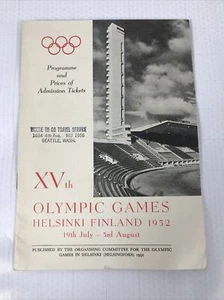 Programme
and
Prices of
Admission Tickets
SEATTLE, WASH.
XVth
OLYMPIC GAMES
HELSINKI FINLAND 1952
19th July — 3rd August
PUBLISHED BY THE ORGANISING COMMITTEE FOR THE OLYMPIC
GAMES IN HELSINKI (HELSINGFORS) 1952